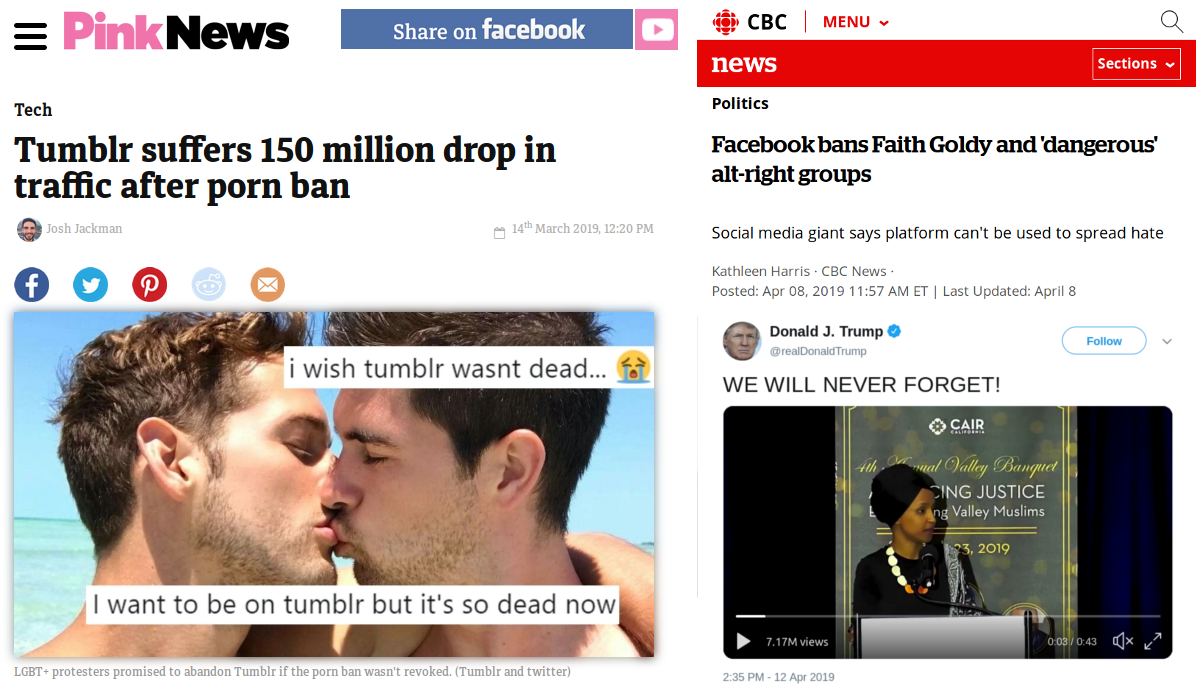 PinkNews
Share on facebook
Tech
Tumblr suffers 150 million drop in
traffic after porn ban
Josh Jackman
14th March 2019, 12:20 PM
i wish tumblr wasnt dead... 😭
I want to be on tumblr but it's so dead now
LGBT+ protesters promised to abandon Tumblr if the porn ban wasn't revoked. (Tumblr and twitter)
CBC
MENU
news
Sections
Politics
Facebook bans Faith Goldy and 'dangerous'
alt-right groups
Social media giant says platform can't be used to spread hate
Kathleen Harris · CBC News ·
Posted: Apr 08, 2019 11:57 AM ET | Last Updated: April 8
Donald J. Trump
@realDonaldTrump
Follow
WE WILL NEVER FORGET!
CAIR
CALIFORNIA
4th Annual Valley Banquet
CING JUSTICE
ng Valley Muslims
23, 2019
7.17M views
0:03 / 0:43
2:35 PM - 12 Apr 2019